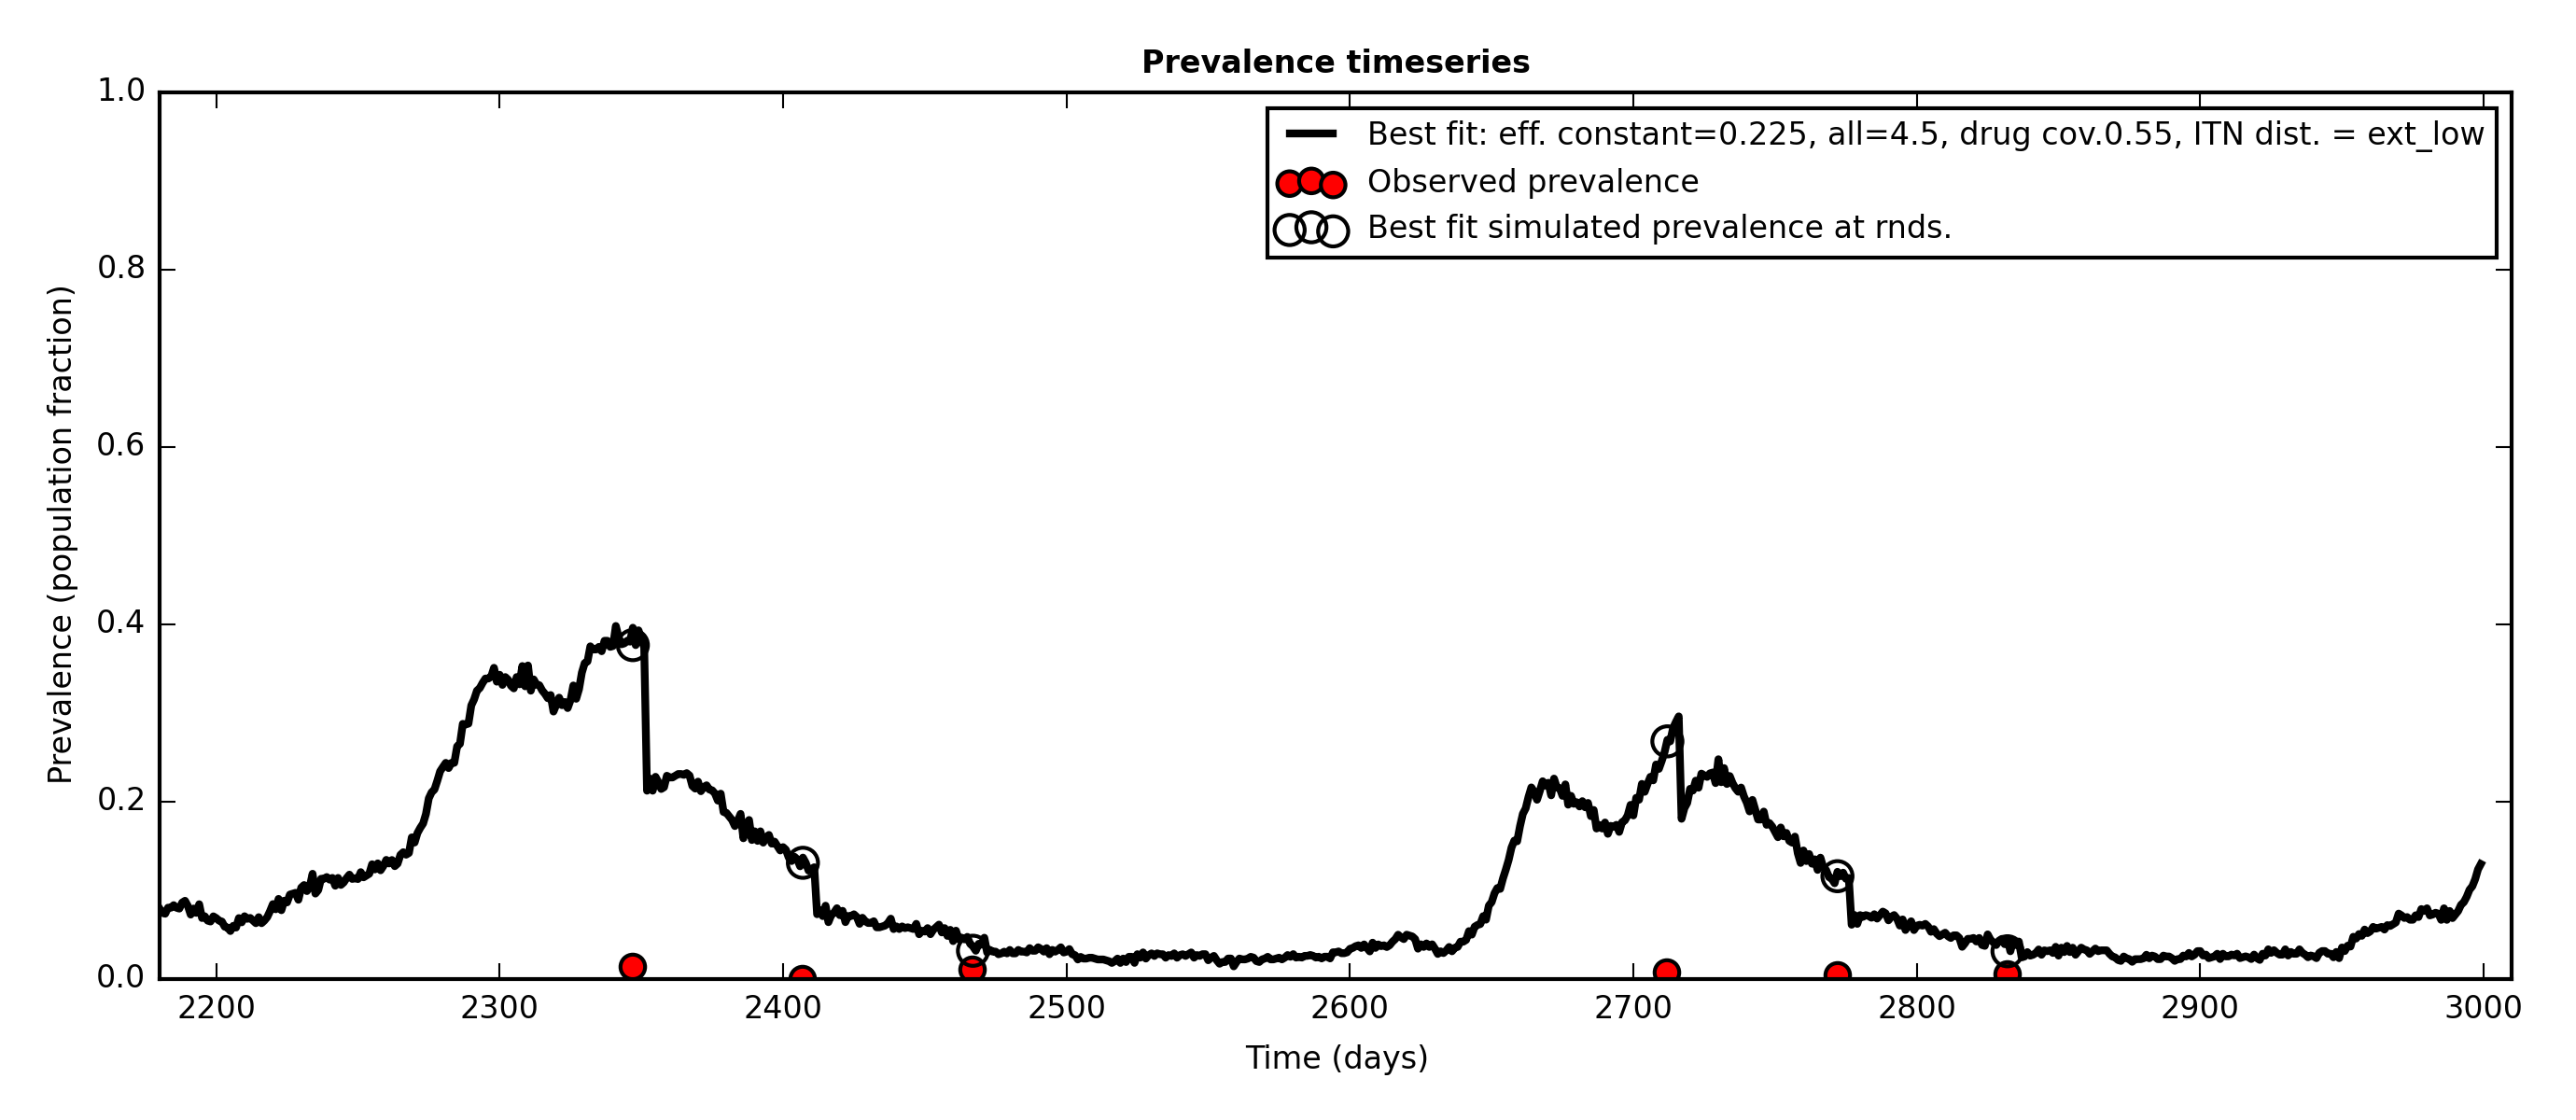 Prevalence timeseries
1.0
0.8
0.6
0.4
0.2
0.0
Prevalence (population fraction)
Best fit: eff. constant=0.225, all=4.5, drug cov.0.55, ITN dist. = ext_low
Observed prevalence
Best fit simulated prevalence at rnds.
2200 2300 2400 2500 2600 2700 2800 2900 3000
Time (days)